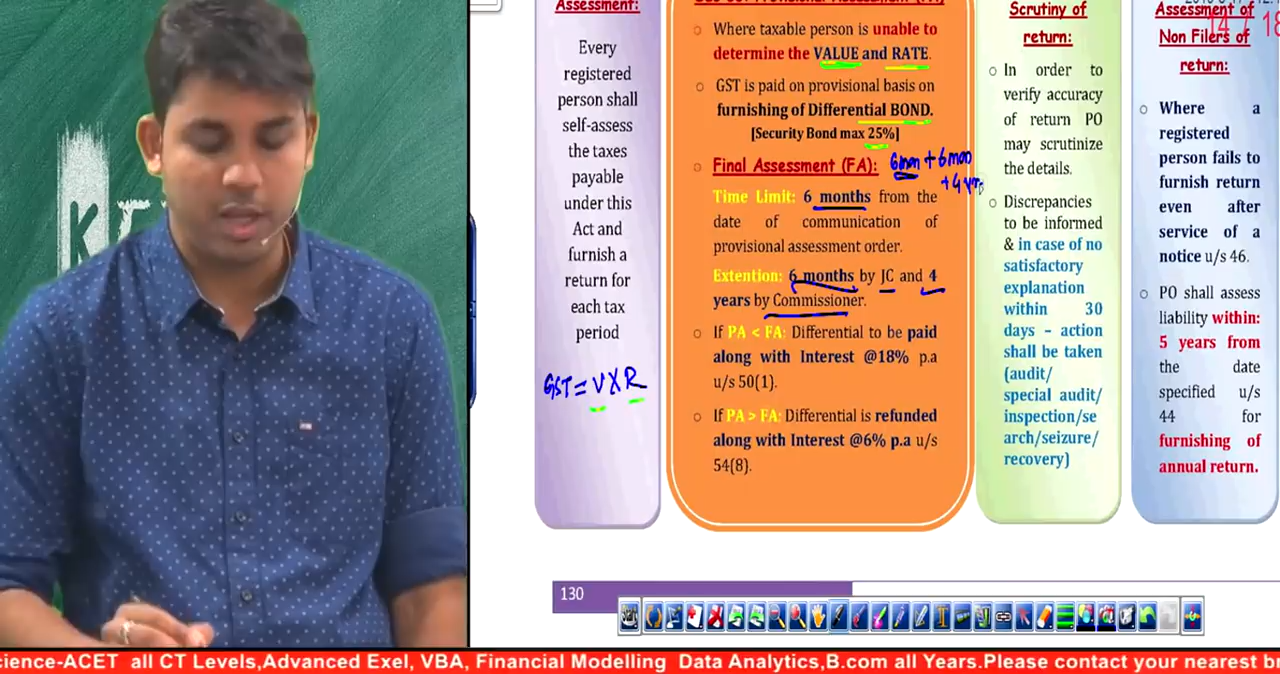 Assessment:
Every
registered
person shall
self-assess
the taxes
payable
under this
Act and
furnish a
return for
each tax
period
GST = V X R
Where taxable person is unable to
determine the VALUE and RATE.
GST is paid on provisional basis on
furnishing of Differential BOND.
[Security Bond max 25%]
Final Assessment (FA):
6mon + 6mon
+ 4 yrs
Time Limit: 6 months from the
date of communication of
provisional assessment order.
Extention: 6 months by JC and 4
years by Commissioner.
If PA < FA: Differential to be paid
along with Interest @18% p.a
u/s 50(1).
If PA > FA: Differential is refunded
along with Interest @6% p.a u/s
54(8).
Scrutiny of
return:
In order to
verify accuracy
of return PO
may scrutinize
the details.
Discrepancies
to be informed
& in case of no
satisfactory
explanation
within 30
days – action
shall be taken
(audit/
special audit/
inspection/se
arch/seizure/
recovery)
Assessment of
Non Filers of
return:
14 / 18
Where a
registered
person fails to
furnish return
even after
service of a
notice u/s 46.
PO shall assess
liability within:
5 years from
the date
specified u/s
44 for
furnishing of
annual return.
130
cience-ACET all CT Levels,Advanced Exel, VBA, Financial Modelling Data Analytics,B.com all Years.Please contact your nearest br